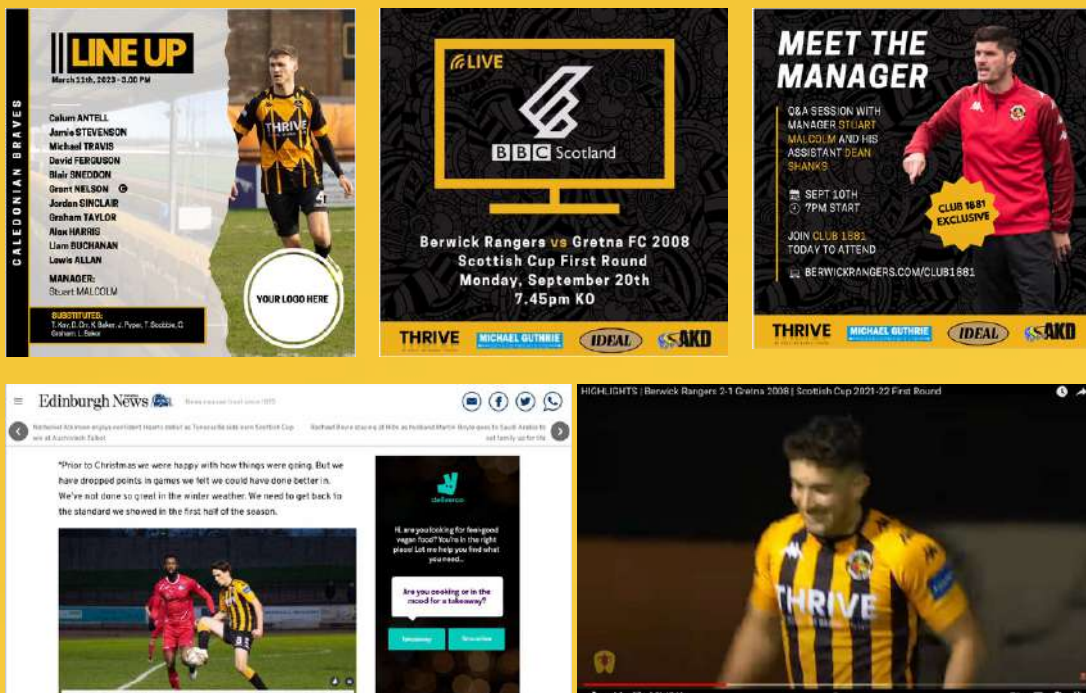 LINE UP
March 11th, 2023 - 3.00 PM
CALEDONIAN BRAVES
Calum ANTELL
Jamie STEVENSON
Michael TRAVIS
David FERGUSON
Blair SNEDDON
Grant NELSON C
Jordan SINCLAIR
Graham TAYLOR
Alex HARRIS
Liam BUCHANAN
Lewis ALLAN
MANAGER:
Stuart MALCOLM
SUBSTITUTES:
THRIVE
YOUR LOGO HERE
LIVE
BBC Scotland
Berwick Rangers vs Gretna FC 2008
Scottish Cup First Round
Monday, September 20th
7.45pm KO
THRIVE
MICHAEL GUTHRIE
IDEAL
AKD
MEET THE
MANAGER
Q&A SESSION WITH
MANAGER STUART
MALCOLM AND HIS
ASSISTANT DEAN
SHANKS
SEPT 10TH
7PM START
CLUB 1881
EXCLUSIVE
JOIN CLUB 1881
TODAY TO ATTEND
BERWICKRANGERS.COM/CLUB1881
THRIVE
MICHAEL GUTHRIE
IDEAL
AKD
Edinburgh News
"Prior to Christmas we were happy with how things were going. But we
have dropped points in games we felt we could have done better in.
We've not done so great in the winter weather. We need to get back to
the standard we showed in the first half of the season.
Hi, are you looking for feel-good
vegan food? You're in the right
place! Let me help you find what
you need...
Are you cooking or in the
mood for a takeaway?
Takeaway
HIGHLIGHTS | Berwick Rangers 2-1 Gretna 2008 | Scottish Cup 2021-22 First Round
THRIVE